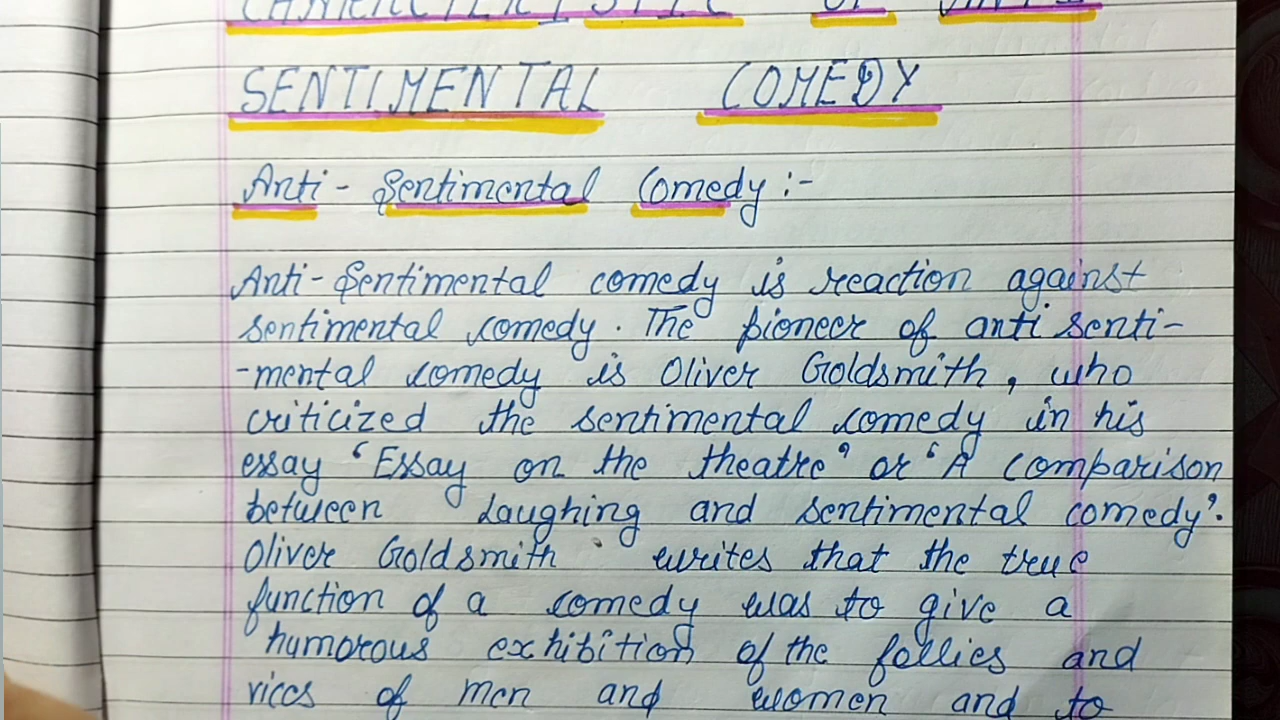 CHARACTERISTIC OF ANTI
SENTIMENTAL COMEDY
Anti - Sentimental Comedy :-
Anti - Sentimental comedy is reaction against
sentimental comedy. The pioneer of anti senti-
-mental comedy is Oliver Goldsmith, who
criticized the sentimental comedy in his
essay 'Essay on the theatre' or 'A comparison
between Laughing and sentimental comedy'.
Oliver Goldsmith writes that the true
function of a comedy was to give a
humorous exhibition of the follies and
vices of men and women and to